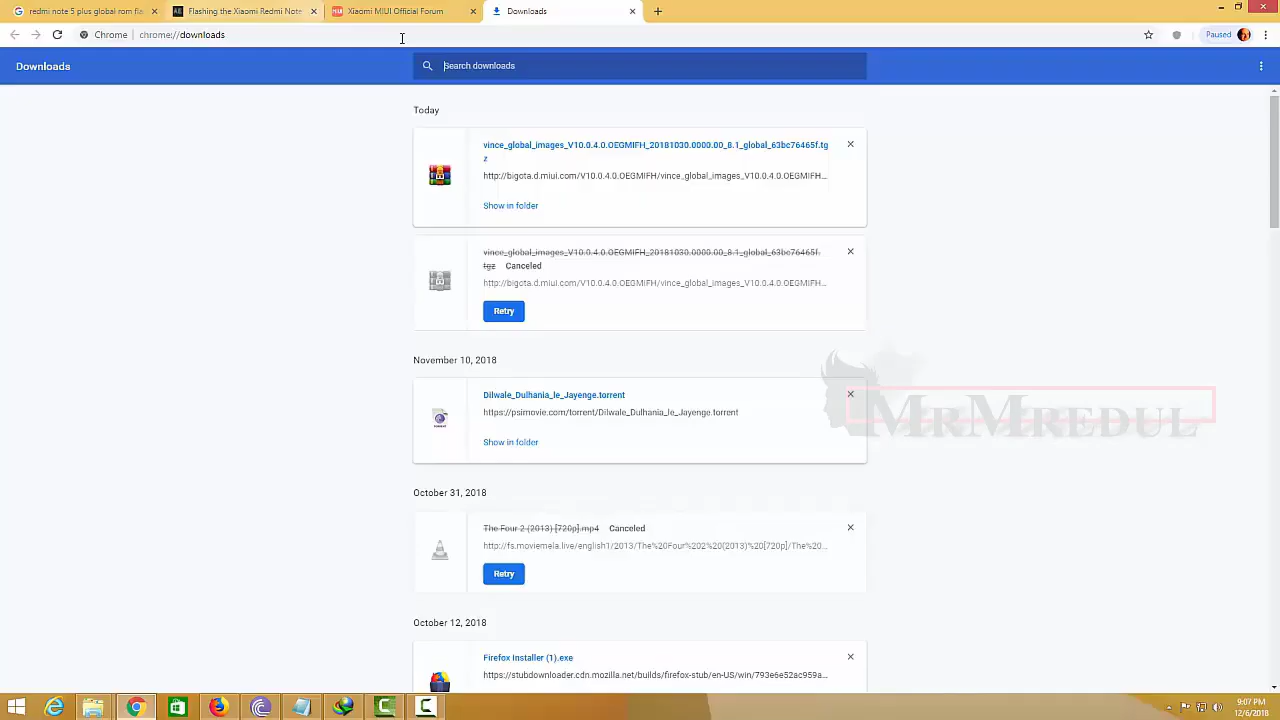 redmi note 5 plus global rom fla
Flashing the Xiaomi Redmi Note
Xiaomi MIUI Official Forum
Downloads
Chrome | chrome://downloads
Paused
Downloads
Search downloads
Today
vince_global_images_V10.0.4.0.OEGMIFH_20181030.0000.00_8.1_global_63bc76465f.tg
z
http://bigota.d.miui.com/V10.0.4.0.OEGMIFH/vince_global_images_V10.0.4.0.OEGMIFH...
Show in folder
vince_global_images_V10.0.4.0.OEGMIFH_20181030.0000.00_8.1_global_63bc76465f.
tgz Canceled
http://bigota.d.miui.com/V10.0.4.0.OEGMIFH/vince_global_images_V10.0.4.0.OEGMIFH...
Retry
November 10, 2018
Dilwale_Dulhania_le_Jayenge.torrent
https://psimovie.com/torrent/Dilwale_Dulhania_le_Jayenge.torrent
Show in folder
MrMredul
October 31, 2018
The Four 2 (2013) [720p].mp4 Canceled
http://fs.moviemela.live/english1/2013/The%20Four%202%20(2013)%20[720p]/The%20...
Retry
October 12, 2018
Firefox Installer (1).exe
https://stubdownloader.cdn.mozilla.net/builds/firefox-stub/en-US/win/793e6e52ac959a...
9:07 PM
12/6/2018